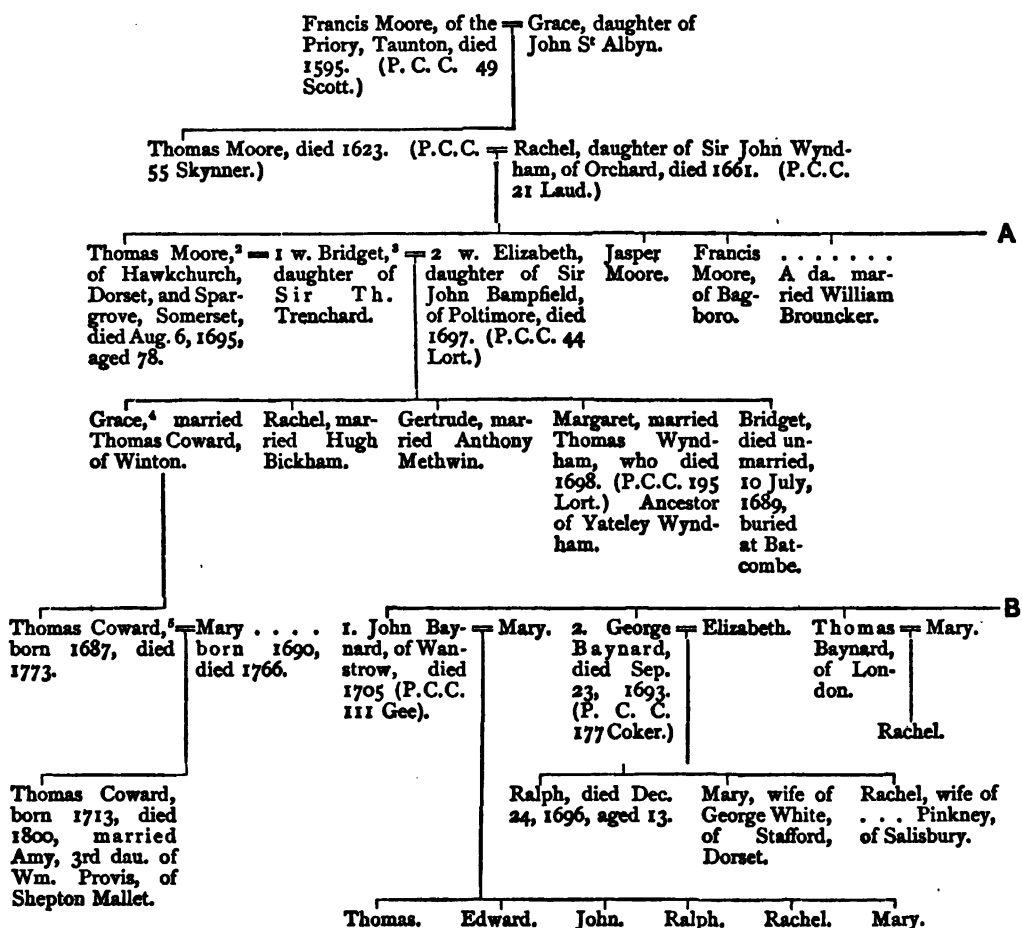 Francis Moore, of the = Grace, daughter of
Priory, Taunton, died John Sᵗ Albyn.
1595. (P. C. C. 49
Scott.)
Thomas Moore, died 1623. (P.C.C. = Rachel, daughter of Sir John Wynd-
55 Skynner.) ham, of Orchard, died 1661. (P.C.C.
21 Laud.)
A
Thomas Moore,² =
of Hawkchurch,
Dorset, and Spar-
grove, Somerset,
died Aug. 6, 1695,
aged 78.
1 w. Bridget,³ =
daughter of
Sir Th.
Trenchard.
2 w. Elizabeth,
daughter of Sir
John Bampfield,
of Poltimore, died
1697. (P.C.C. 44
Lort.)
Jasper
Moore.
Francis
Moore,
of Bag-
boro.
. . . . . . .
A da. mar-
ried William
Brouncker.
Grace,⁴ married
Thomas Coward,
of Winton.
Rachel, mar-
ried Hugh
Bickham.
Gertrude, mar-
ried Anthony
Methwin.
Margaret, married
Thomas Wynd-
ham, who died
1698. (P.C.C. 195
Lort.) Ancestor
of Yateley Wynd-
ham.
Bridget,
died un-
married,
10 July,
1689,
buried
at Bat-
combe.
B
Thomas Coward,⁵ =
born 1687, died
1773.
Mary . . . .
born 1690,
died 1766.
1. John Bay- = Mary.
nard, of Wan-
strow, died
1705 (P.C.C.
111 Gee).
2. George = Elizabeth.
Baynard,
died Sep.
23, 1693.
(P. C. C.
177 Coker.)
Thomas = Mary.
Baynard,
of Lon-
don.
Rachel.
Thomas Coward,
born 1713, died
1800, married
Amy, 3rd dau. of
Wm. Provis, of
Shepton Mallet.
Ralph, died Dec.
24, 1696, aged 13.
Mary, wife of
George White,
of Stafford,
Dorset.
Rachel, wife of
. . . Pinkney,
of Salisbury.
Thomas. Edward. John. Ralph. Rachel. Mary.